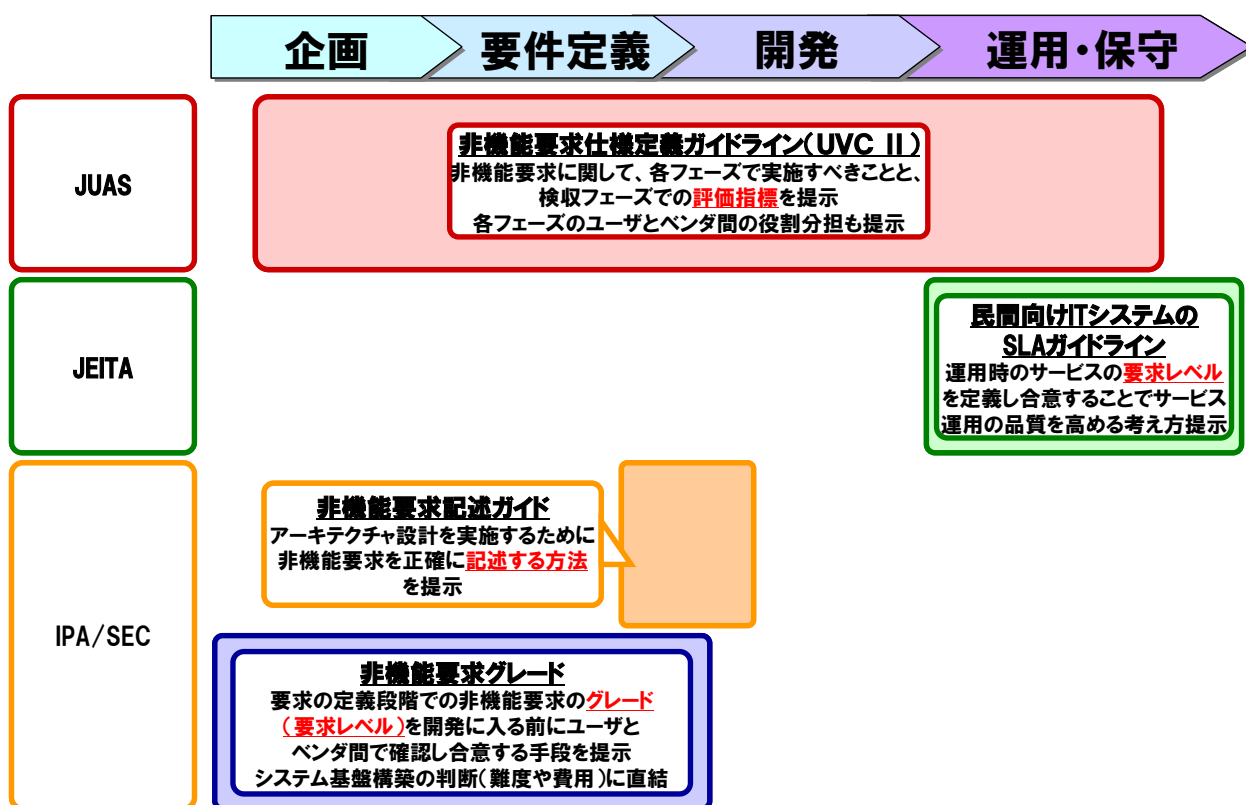 企画
要件定義
開発
運用・保守
JUAS
非機能要求仕様定義ガイドライン(UVC Ⅱ)
非機能要求に関して、各フェーズで実施すべきことと、
検収フェーズでの評価指標を提示
各フェーズのユーザとベンダ間の役割分担も提示
JEITA
民間向けITシステムの
SLAガイドライン
運用時のサービスの要求レベル
を定義し合意することでサービス
運用の品質を高める考え方提示
IPA/SEC
非機能要求記述ガイド
アーキテクチャ設計を実施するために
非機能要求を正確に記述する方法
を提示
非機能要求グレード
要求の定義段階での非機能要求のグレード
(要求レベル)を開発に入る前にユーザと
ベンダ間で確認し合意する手段を提示
システム基盤構築の判断(難度や費用)に直結